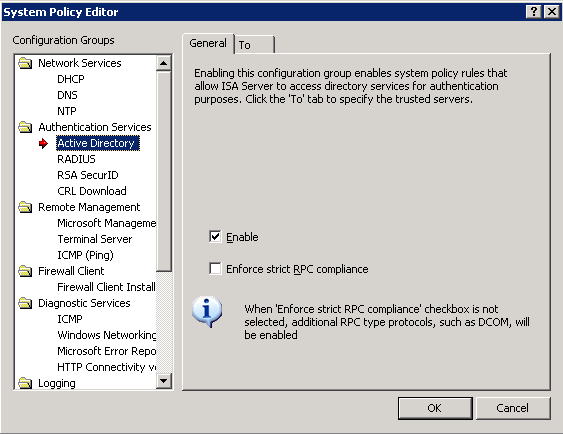 System Policy Editor
Configuration Groups
Network Services
DHCP
DNS
NTP
Authentication Services
Active Directory
RADIUS
RSA SecurID
CRL Download
Remote Management
Microsoft Manageme
Terminal Server
ICMP (Ping)
Firewall Client
Firewall Client Install
Diagnostic Services
ICMP
Windows Networking
Microsoft Error Repo
HTTP Connectivity v
Logging
General
To
Enabling this configuration group enables system policy rules that
allow ISA Server to access directory services for authentication
purposes. Click the 'To' tab to specify the trusted servers.
Enable
Enforce strict RPC compliance
When 'Enforce strict RPC compliance' checkbox is not
selected, additional RPC type protocols, such as DCOM, will
be enabled
OK
Cancel